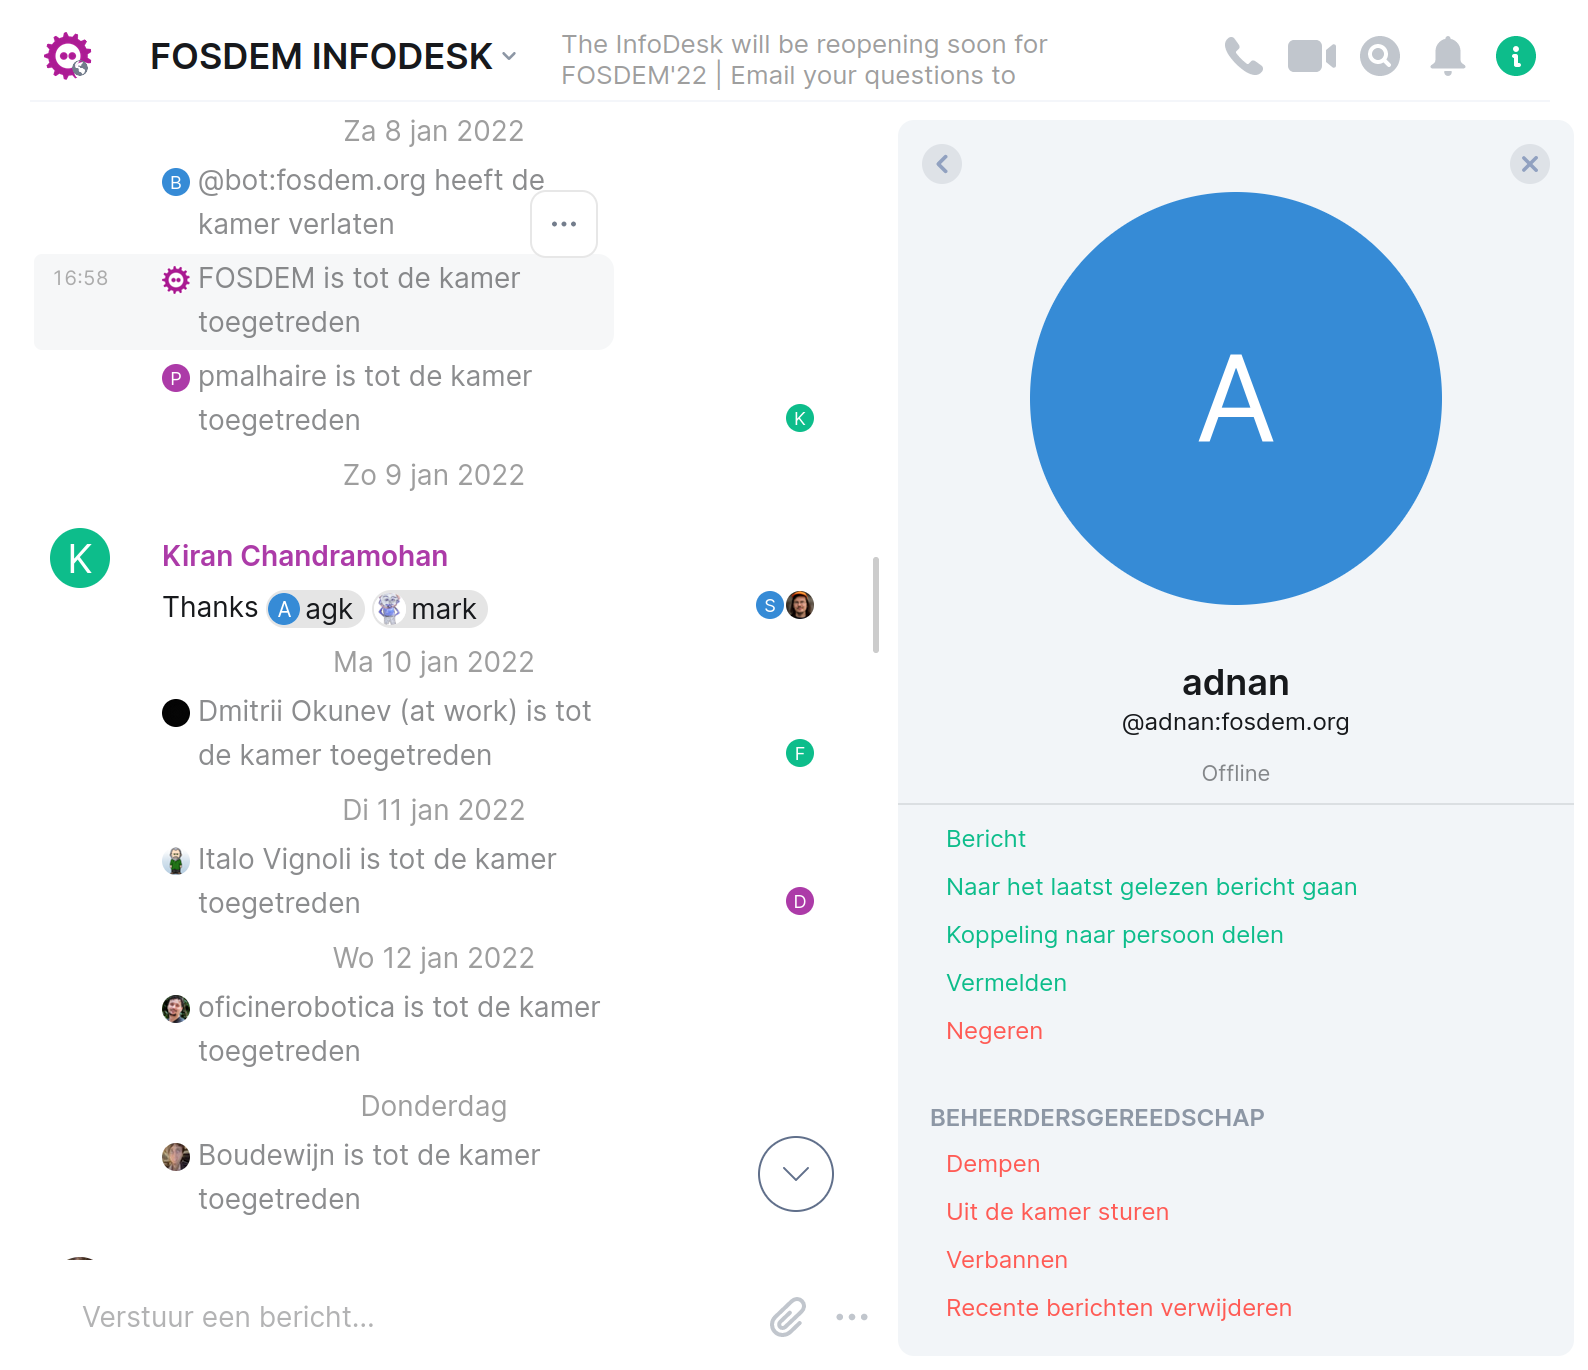 FOSDEM INFODESK
The InfoDesk will be reopening soon for
FOSDEM'22 | Email your questions to
Za 8 jan 2022
B @bot:fosdem.org heeft de
kamer verlaten
16:58 FOSDEM is tot de kamer
toegetreden
P pmalhaire is tot de kamer
toegetreden
K
Zo 9 jan 2022
K Kiran Chandramohan
Thanks A agk mark
S
Ma 10 jan 2022
Dmitrii Okunev (at work) is tot
de kamer toegetreden
F
Di 11 jan 2022
Italo Vignoli is tot de kamer
toegetreden
D
Wo 12 jan 2022
oficinerobotica is tot de kamer
toegetreden
Donderdag
Boudewijn is tot de kamer
toegetreden
Verstuur een bericht...
A
adnan
@adnan:fosdem.org
Offline
Bericht
Naar het laatst gelezen bericht gaan
Koppeling naar persoon delen
Vermelden
Negeren
BEHEERDERSGEREEDSCHAP
Dempen
Uit de kamer sturen
Verbannen
Recente berichten verwijderen